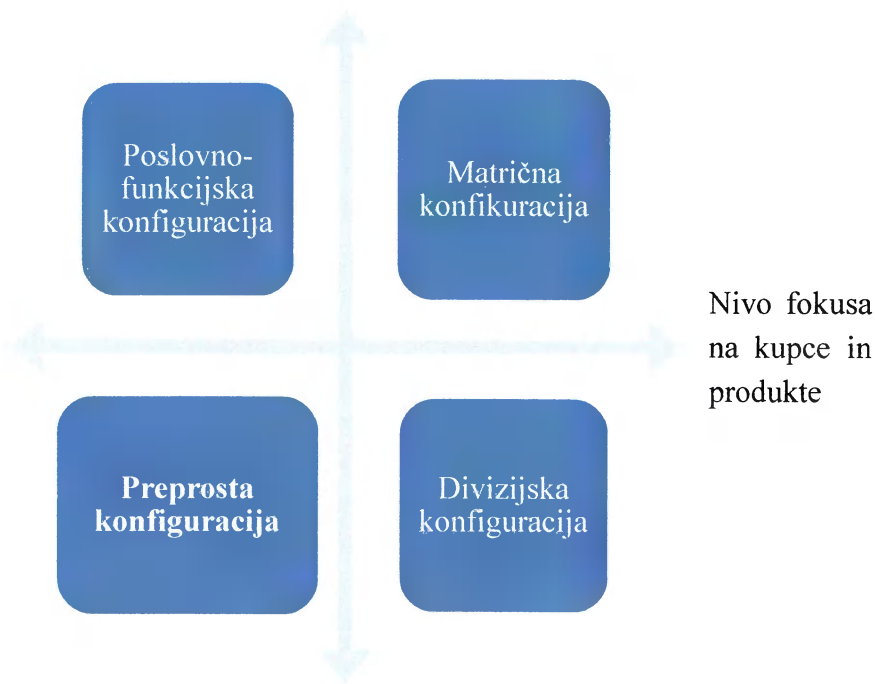 Poslovno-
funkcijska
konfiguracija
Matrična
konfikuracija
Nivo fokusa
na kupce in
produkte
Preprosta
konfiguracija
Divizijska
konfiguracija